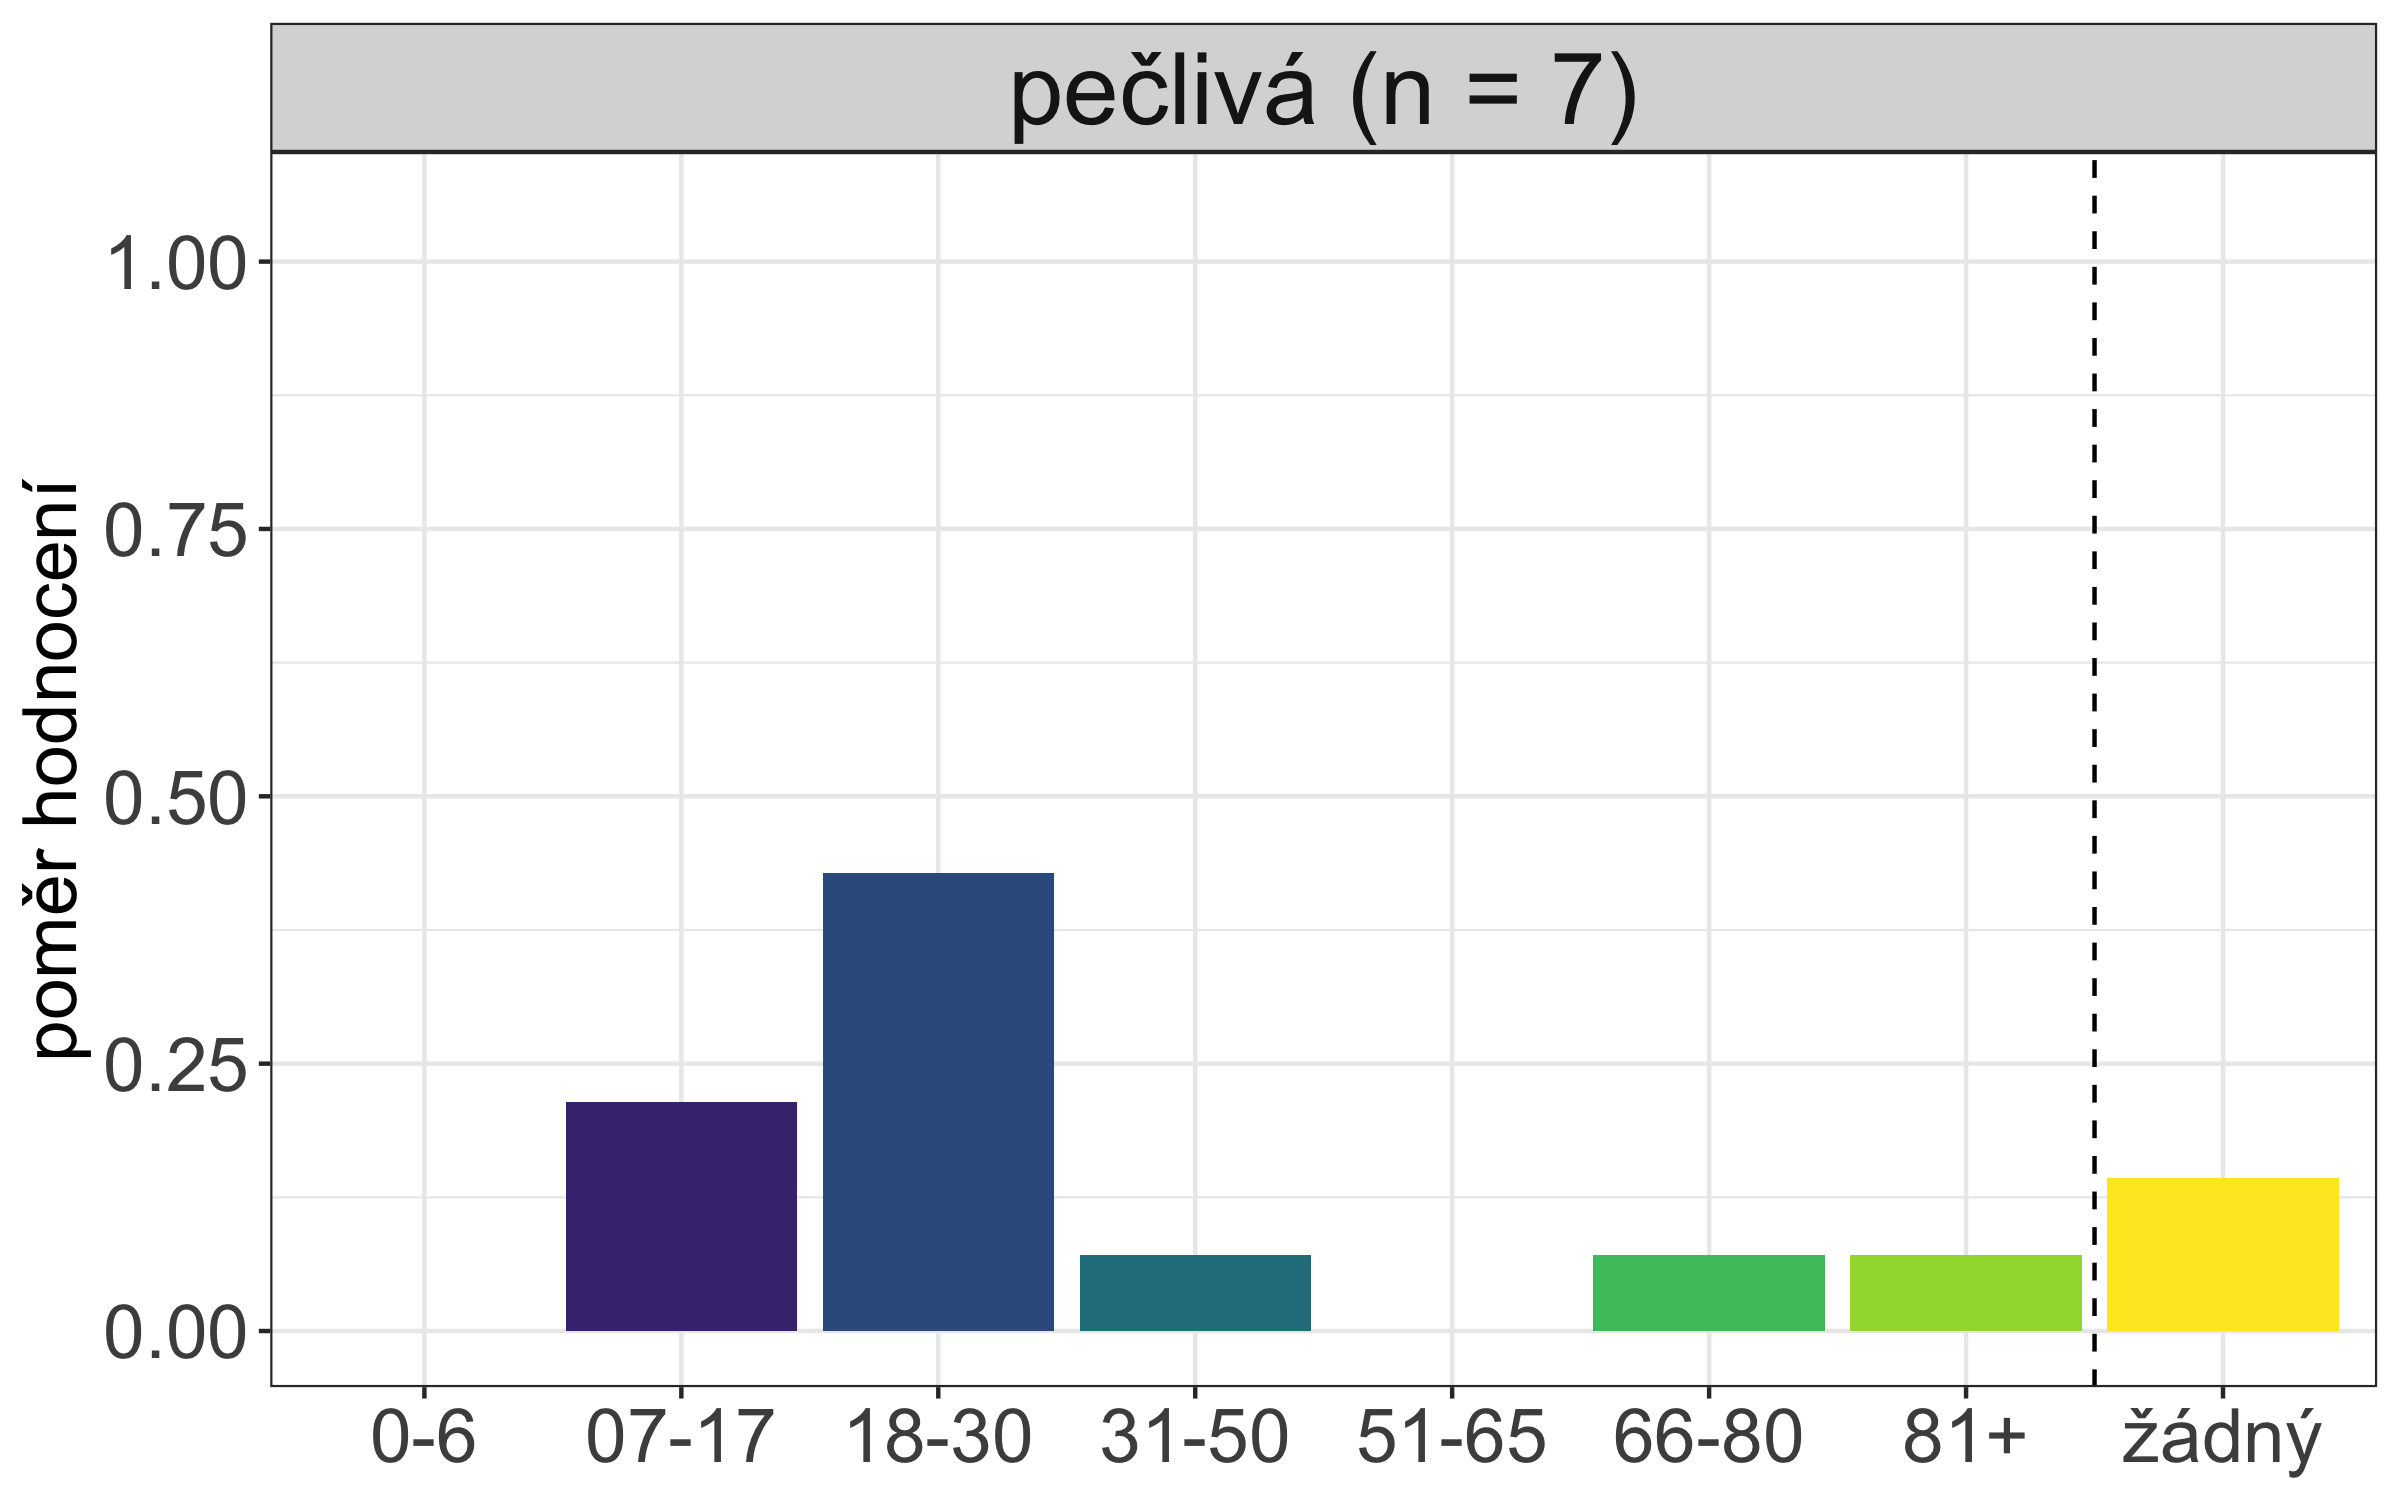 pečlivá (n = 7)
poměr hodnocení
1.00
0.75
0.50
0.25
0.00
0-6 07-17 18-30 31-50 51-65 66-80 81+ žádný